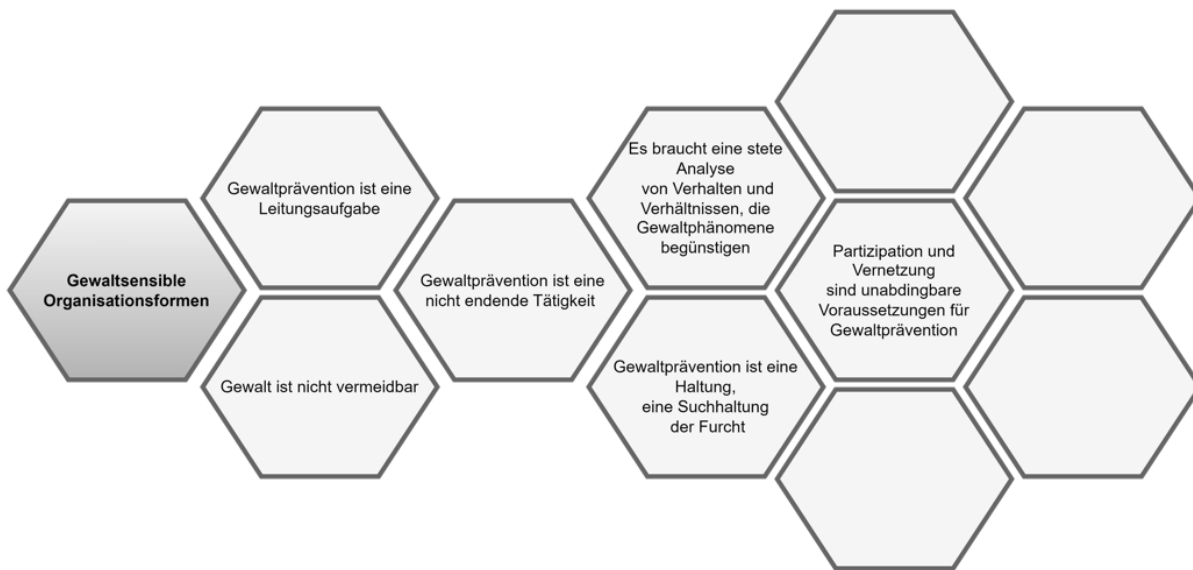 Gewaltsensible
Organisationsformen
Gewaltprävention ist eine
Leitungsaufgabe
Gewalt ist nicht vermeidbar
Gewaltprävention ist eine
nicht endende Tätigkeit
Es braucht eine stete
Analyse
von Verhalten und
Verhältnissen, die
Gewaltphänomene
begünstigen
Gewaltprävention ist eine
Haltung,
eine Suchhaltung
der Furcht
Partizipation und
Vernetzung
sind unabdingbare
Voraussetzungen für
Gewaltprävention